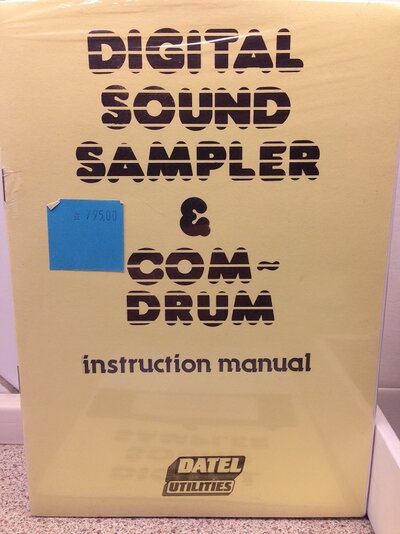 DIGITAL
SOUND
SAMPLER
&
COM~
DRUM
instruction manual
DATEL
UTILITIES